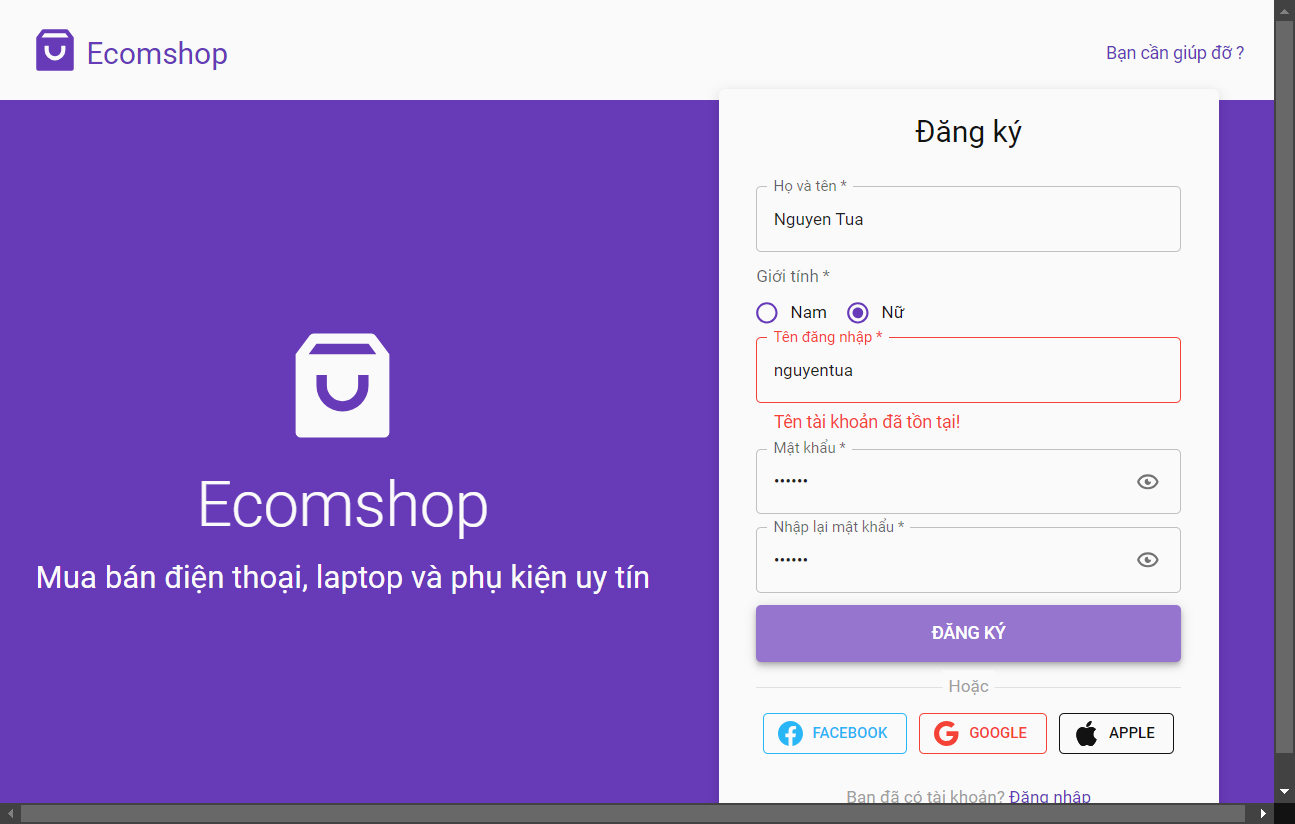 Ecomshop
Bạn cần giúp đỡ ?
Ecomshop
Mua bán điện thoại, laptop và phụ kiện uy tín
Đăng ký
Họ và tên *
Nguyen Tua
Giới tính *
Nam Nữ
Tên đăng nhập *
nguyentua
Tên tài khoản đã tồn tại!
Mật khẩu *
••••••
Nhập lại mật khẩu *
••••••
ĐĂNG KÝ
Hoặc
FACEBOOK GOOGLE APPLE
Bạn đã có tài khoản? Đăng nhập